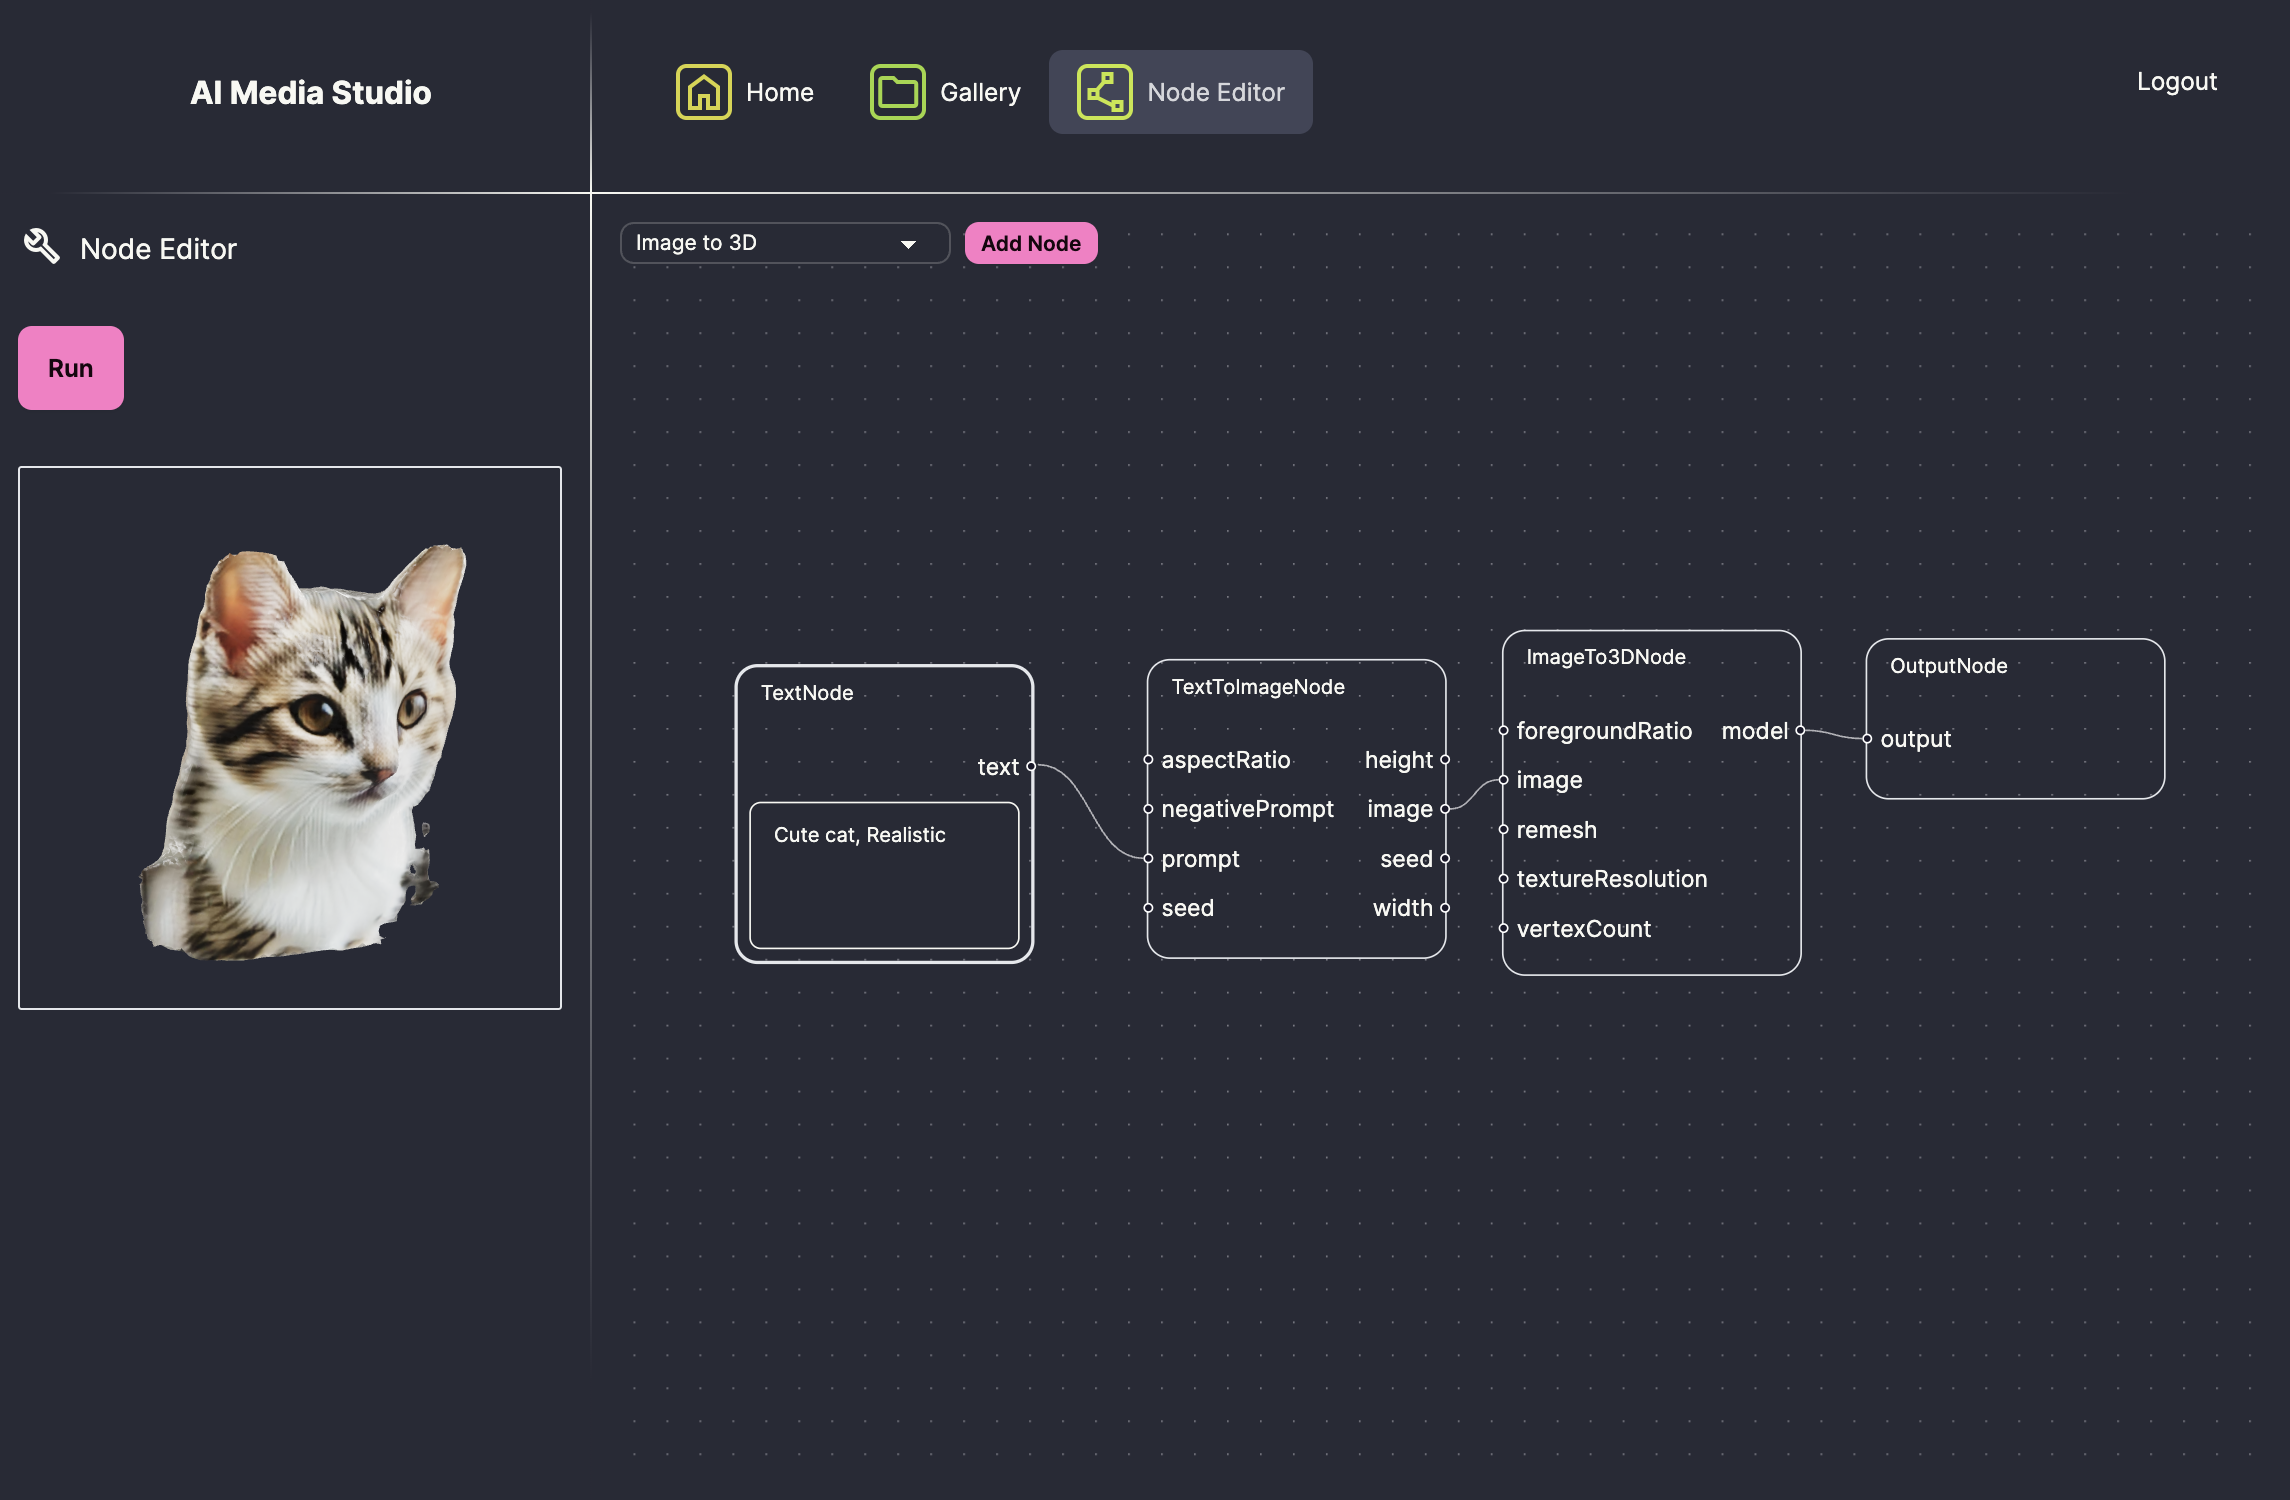 AI Media Studio
Home
Gallery
Node Editor
Logout
Node Editor
Run
Image to 3D
Add Node
TextNode
text
Cute cat, Realistic
TextToImageNode
aspectRatio height
negativePrompt image
prompt seed
seed width
ImageTo3DNode
foregroundRatio model
image
remesh
textureResolution
vertexCount
OutputNode
output